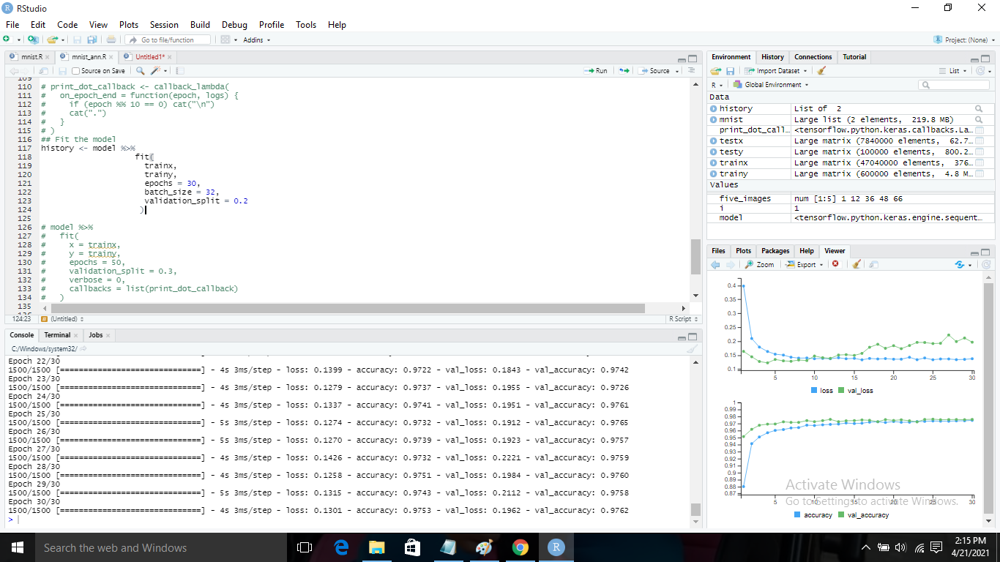 RStudio
File Edit Code View Plots Session Build Debug Profile Tools Help
Go to file/function Addins Project: (None)
mnist.R mnist_ann.R Untitled1*
Source on Save Run Source
109
110 # print_dot_callback <- callback_lambda(
111 #   on_epoch_end = function(epoch, logs) {
112 #     if (epoch %% 10 == 0) cat("\n")
113 #     cat(".")
114 #   }
115 # )
116 ## Fit the model
117 history <- model %>%
118 fit(
119 trainx,
120 trainy,
121 epochs = 30,
122 batch_size = 32,
123 validation_split = 0.2
124 )
125
126 # model %>%
127 #   fit(
128 #     x = trainx,
129 #     y = trainy,
130 #     epochs = 50,
131 #     validation_split = 0.3,
132 #     verbose = 0,
133 #     callbacks = list(print_dot_callback)
134 #   )
135
124:23 (Untitled) R Script
Console Terminal Jobs
C:/Windows/system32/
Epoch 22/30
1500/1500 [==============================] - 4s 3ms/step - loss: 0.1399 - accuracy: 0.9722 - val_loss: 0.1843 - val_accuracy: 0.9742
Epoch 23/30
1500/1500 [==============================] - 4s 3ms/step - loss: 0.1279 - accuracy: 0.9737 - val_loss: 0.1955 - val_accuracy: 0.9726
Epoch 24/30
1500/1500 [==============================] - 4s 3ms/step - loss: 0.1337 - accuracy: 0.9741 - val_loss: 0.1951 - val_accuracy: 0.9761
Epoch 25/30
1500/1500 [==============================] - 5s 3ms/step - loss: 0.1274 - accuracy: 0.9732 - val_loss: 0.1912 - val_accuracy: 0.9765
Epoch 26/30
1500/1500 [==============================] - 5s 3ms/step - loss: 0.1270 - accuracy: 0.9739 - val_loss: 0.1923 - val_accuracy: 0.9757
Epoch 27/30
1500/1500 [==============================] - 4s 3ms/step - loss: 0.1426 - accuracy: 0.9732 - val_loss: 0.2221 - val_accuracy: 0.9759
Epoch 28/30
1500/1500 [==============================] - 4s 3ms/step - loss: 0.1258 - accuracy: 0.9751 - val_loss: 0.1984 - val_accuracy: 0.9760
Epoch 29/30
1500/1500 [==============================] - 5s 3ms/step - loss: 0.1315 - accuracy: 0.9743 - val_loss: 0.2112 - val_accuracy: 0.9758
Epoch 30/30
1500/1500 [==============================] - 4s 3ms/step - loss: 0.1301 - accuracy: 0.9753 - val_loss: 0.1962 - val_accuracy: 0.9762
>
Environment History Connections Tutorial
Import Dataset List
R Global Environment
Data
history List of 2
mnist Large list (2 elements, 219.8 MB)
print_dot_call… <tensorflow.python.keras.callbacks.La…
testx Large matrix (7840000 elements, 62.7…
testy Large matrix (100000 elements, 800.2…
trainx Large matrix (47040000 elements, 376…
trainy Large matrix (600000 elements, 4.8 M…
Values
five_images num [1:5] 1 12 36 48 66
i 1
model <tensorflow.python.keras.engine.sequent…
Files Plots Packages Help Viewer
Zoom Export
0.4
0.35
0.3
0.25
0.2
0.15
0.1
5 10 15 20 25 30
loss val_loss
1
0.99
0.98
0.97
0.96
0.95
0.94
0.93
0.92
0.91
0.9
0.89
0.88
0.87
5 10 15 20 25 30
accuracy val_accuracy
Activate Windows
Go to Settings to activate Windows.
Search the web and Windows
2:15 PM
4/21/2021